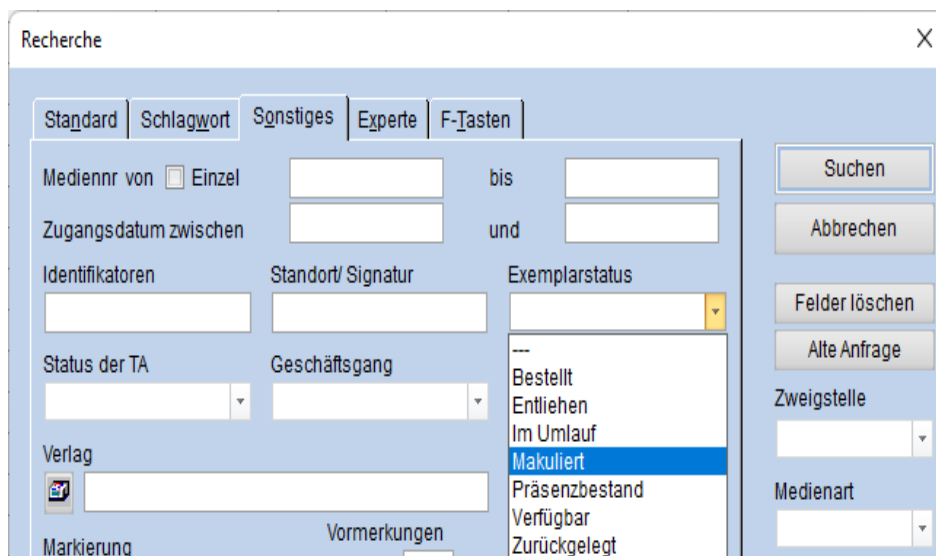 Recherche
Standard Schlagwort Sonstiges Experte F-Tasten
Mediennr von Einzel bis
Zugangsdatum zwischen und
Identifikatoren Standort/ Signatur Exemplarstatus
---
Bestellt
Entliehen
Im Umlauf
Makuliert
Präsenzbestand
Verfügbar
Zurückgelegt
Status der TA Geschäftsgang
Verlag
Markierung Vormerkungen
Suchen
Abbrechen
Felder löschen
Alte Anfrage
Zweigstelle
Medienart